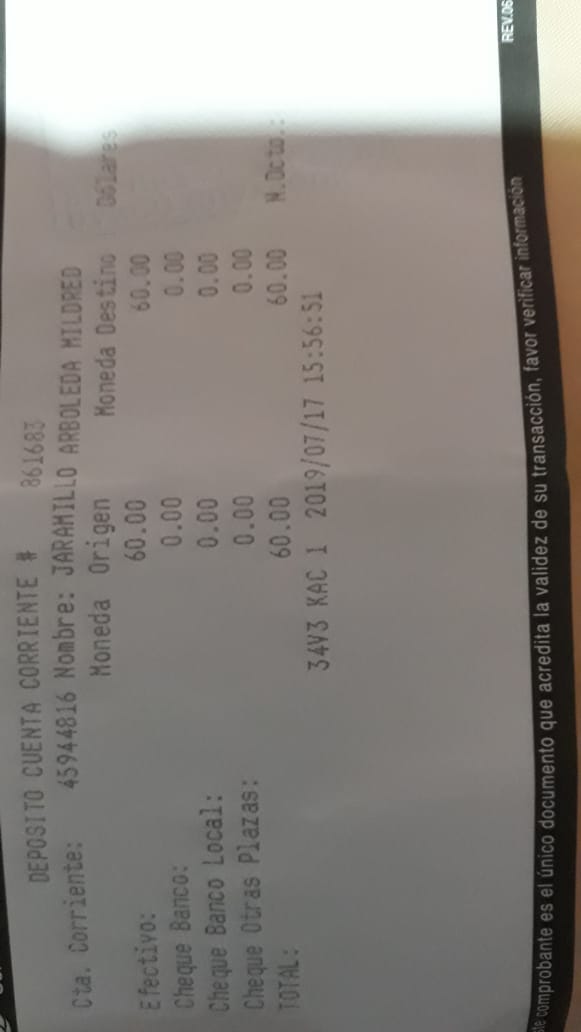 DEPOSITO CUENTA CORRIENTE # 861683
Cta. Corriente: 45944816 Nombre: JARAMILLO ARBOLEDA MILDRED
Moneda Origen Moneda Destino Dólares
Efectivo: 60.00 60.00
Cheque Banco: 0.00 0.00
Cheque Banco Local: 0.00 0.00
Cheque Otras Plazas: 0.00 0.00
TOTAL: 60.00 60.00 N.Dcto.:
34V3 KAC 1 2019/07/17 15:56:51
comprobante es el único documento que acredita la validez de su transacción, favor verificar información
REV.06